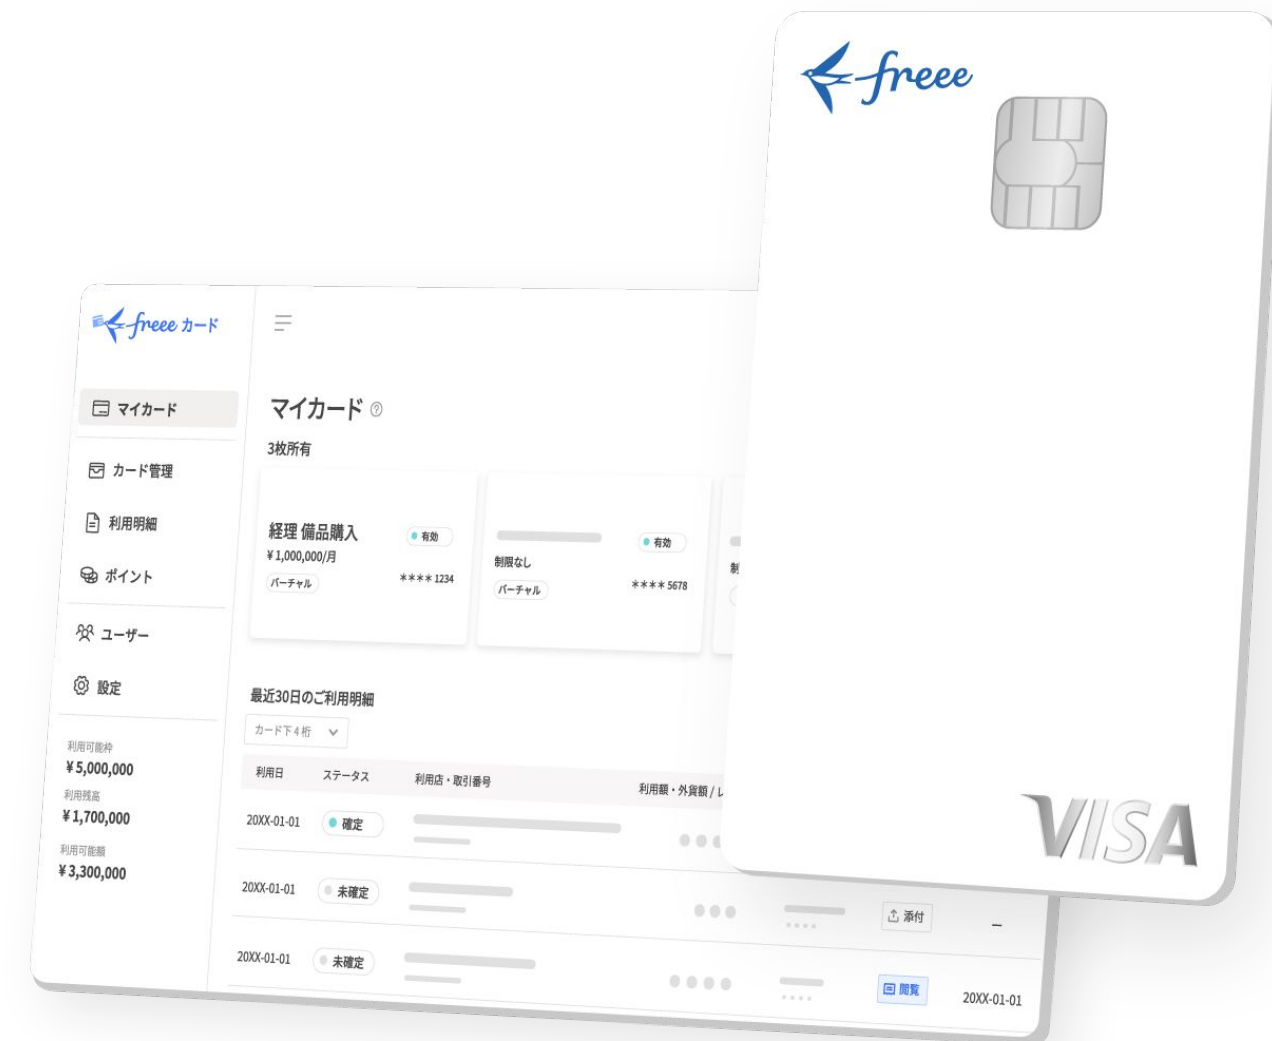 freee
freee カード
マイカード
カード管理
利用明細
ポイント
ユーザー
設定
利用可能枠
¥5,000,000
利用残高
¥1,700,000
利用可能額
¥3,300,000
マイカード ?
3枚所有
経理 備品購入 有効
¥1,000,000/月
バーチャル ****1234
有効
制限なし
バーチャル ****5678
制
最近30日のご利用明細
カード下4桁
利用日 ステータス 利用店・取引番号 利用額・外貨額 / レ
20XX-01-01 確定
20XX-01-01 未確定 添付 –
20XX-01-01 未確定 閲覧 20XX-01-01
VISA